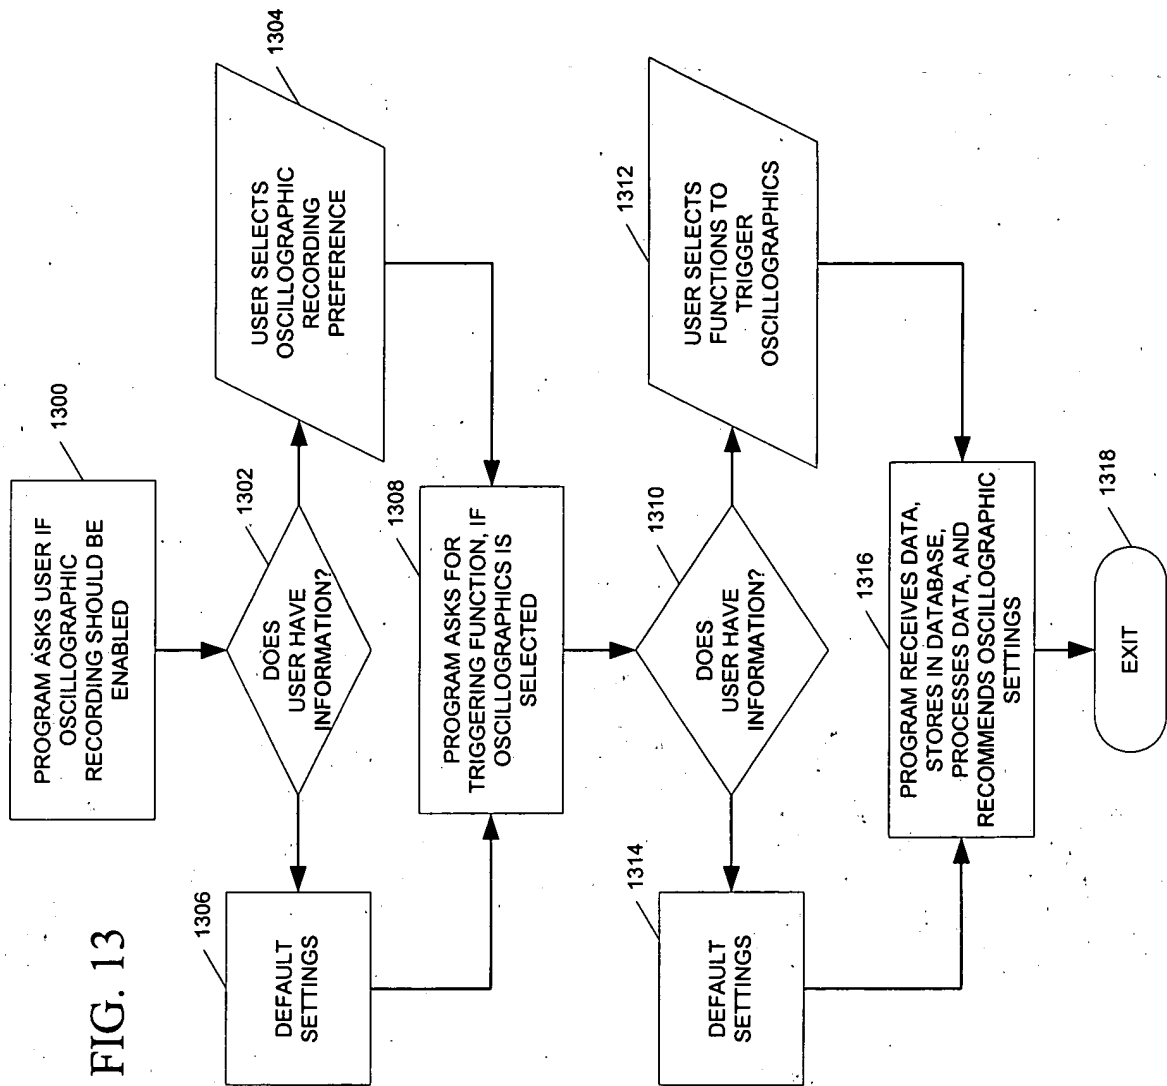 FIG. 13
1300
PROGRAM ASKS USER IF
OSCILLOGRAPHIC
RECORDING SHOULD BE
ENABLED
1302
DOES
USER HAVE
INFORMATION?
1304
USER SELECTS
OSCILLOGRAPHIC
RECORDING
PREFERENCE
1306
DEFAULT
SETTINGS
1308
PROGRAM ASKS FOR
TRIGGERING FUNCTION, IF
OSCILLOGRAPHICS IS
SELECTED
1310
DOES
USER HAVE
INFORMATION?
1312
USER SELECTS
FUNCTIONS TO
TRIGGER
OSCILLOGRAPHICS
1314
DEFAULT
SETTINGS
1316
PROGRAM RECEIVES DATA,
STORES IN DATABASE,
PROCESSES DATA, AND
RECOMMENDS OSCILLOGRAPHIC
SETTINGS
1318
EXIT